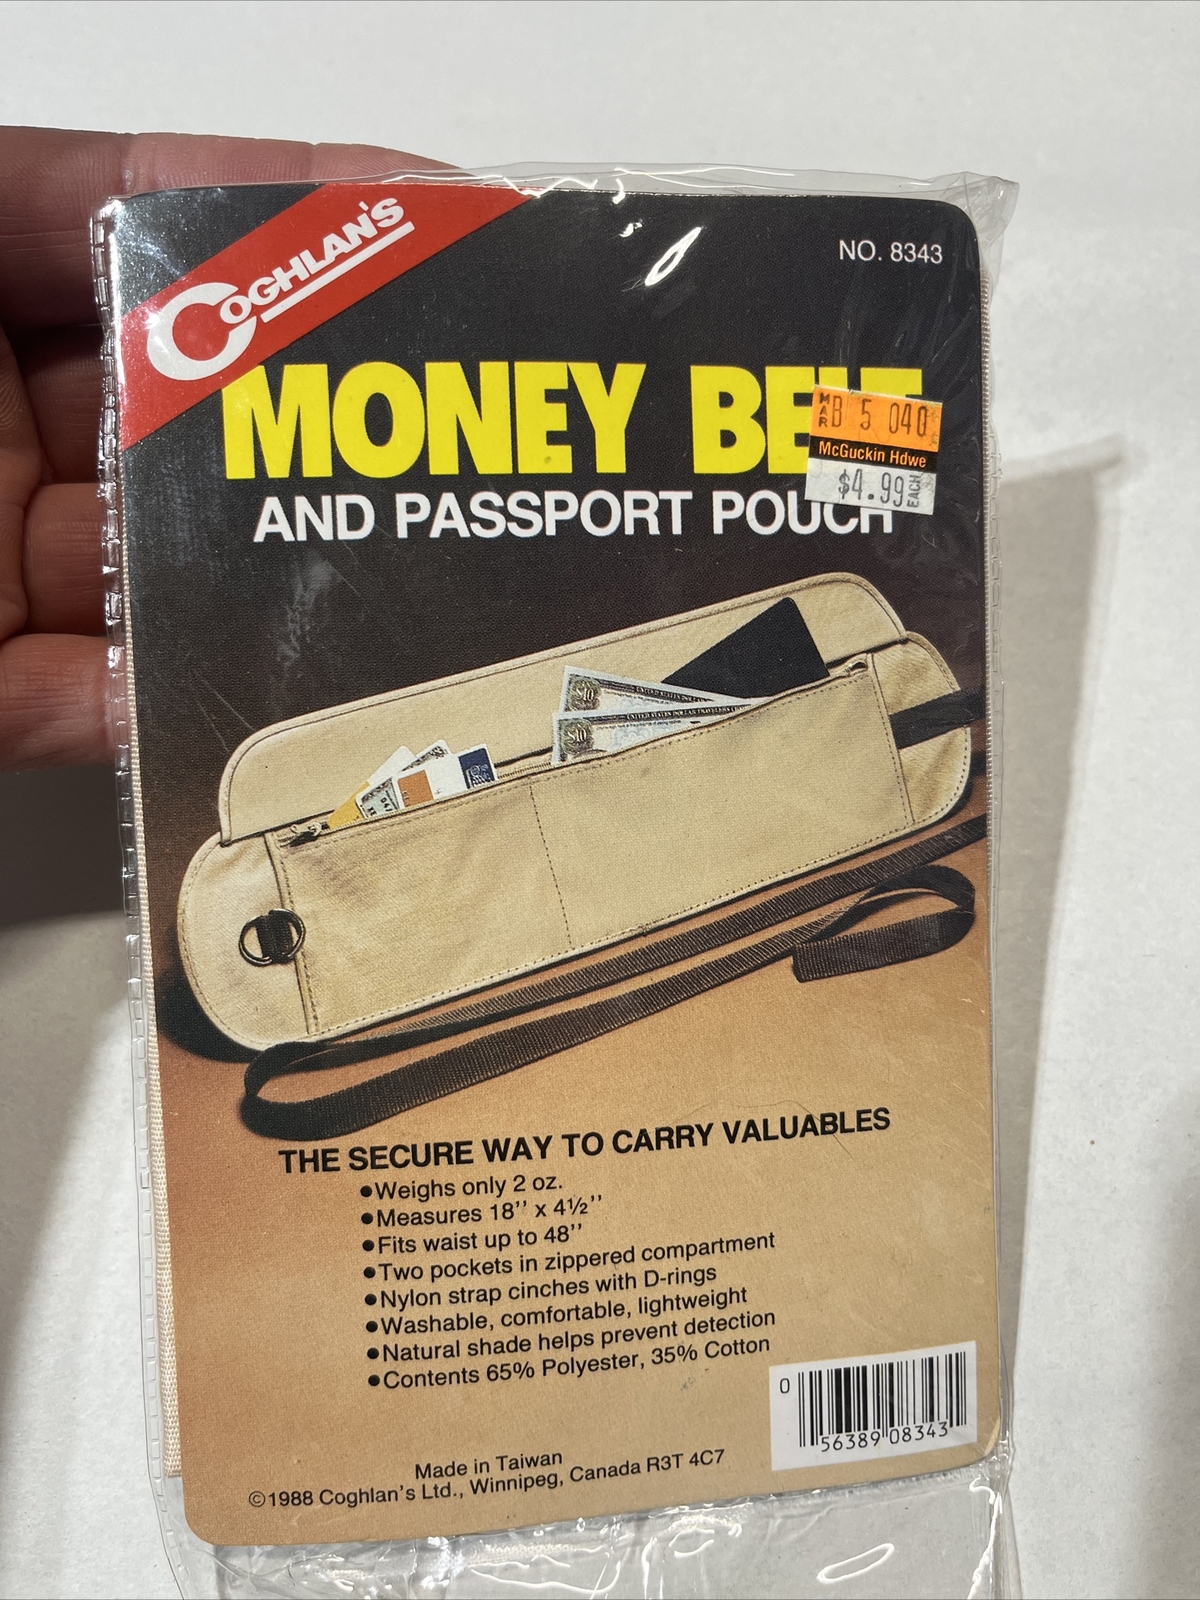 COGHLAN'S
NO. 8343
MONEY BELT
MAR B 5 040
McGuckin Hdwe
$4.99 EACH
AND PASSPORT POUCH
THE SECURE WAY TO CARRY VALUABLES
●Weighs only 2 oz.
●Measures 18'' x 4½''
●Fits waist up to 48''
●Two pockets in zippered compartment
●Nylon strap cinches with D-rings
●Washable, comfortable, lightweight
●Natural shade helps prevent detection
●Contents 65% Polyester, 35% Cotton
0 56389 08343
Made in Taiwan
©1988 Coghlan's Ltd., Winnipeg, Canada R3T 4C7